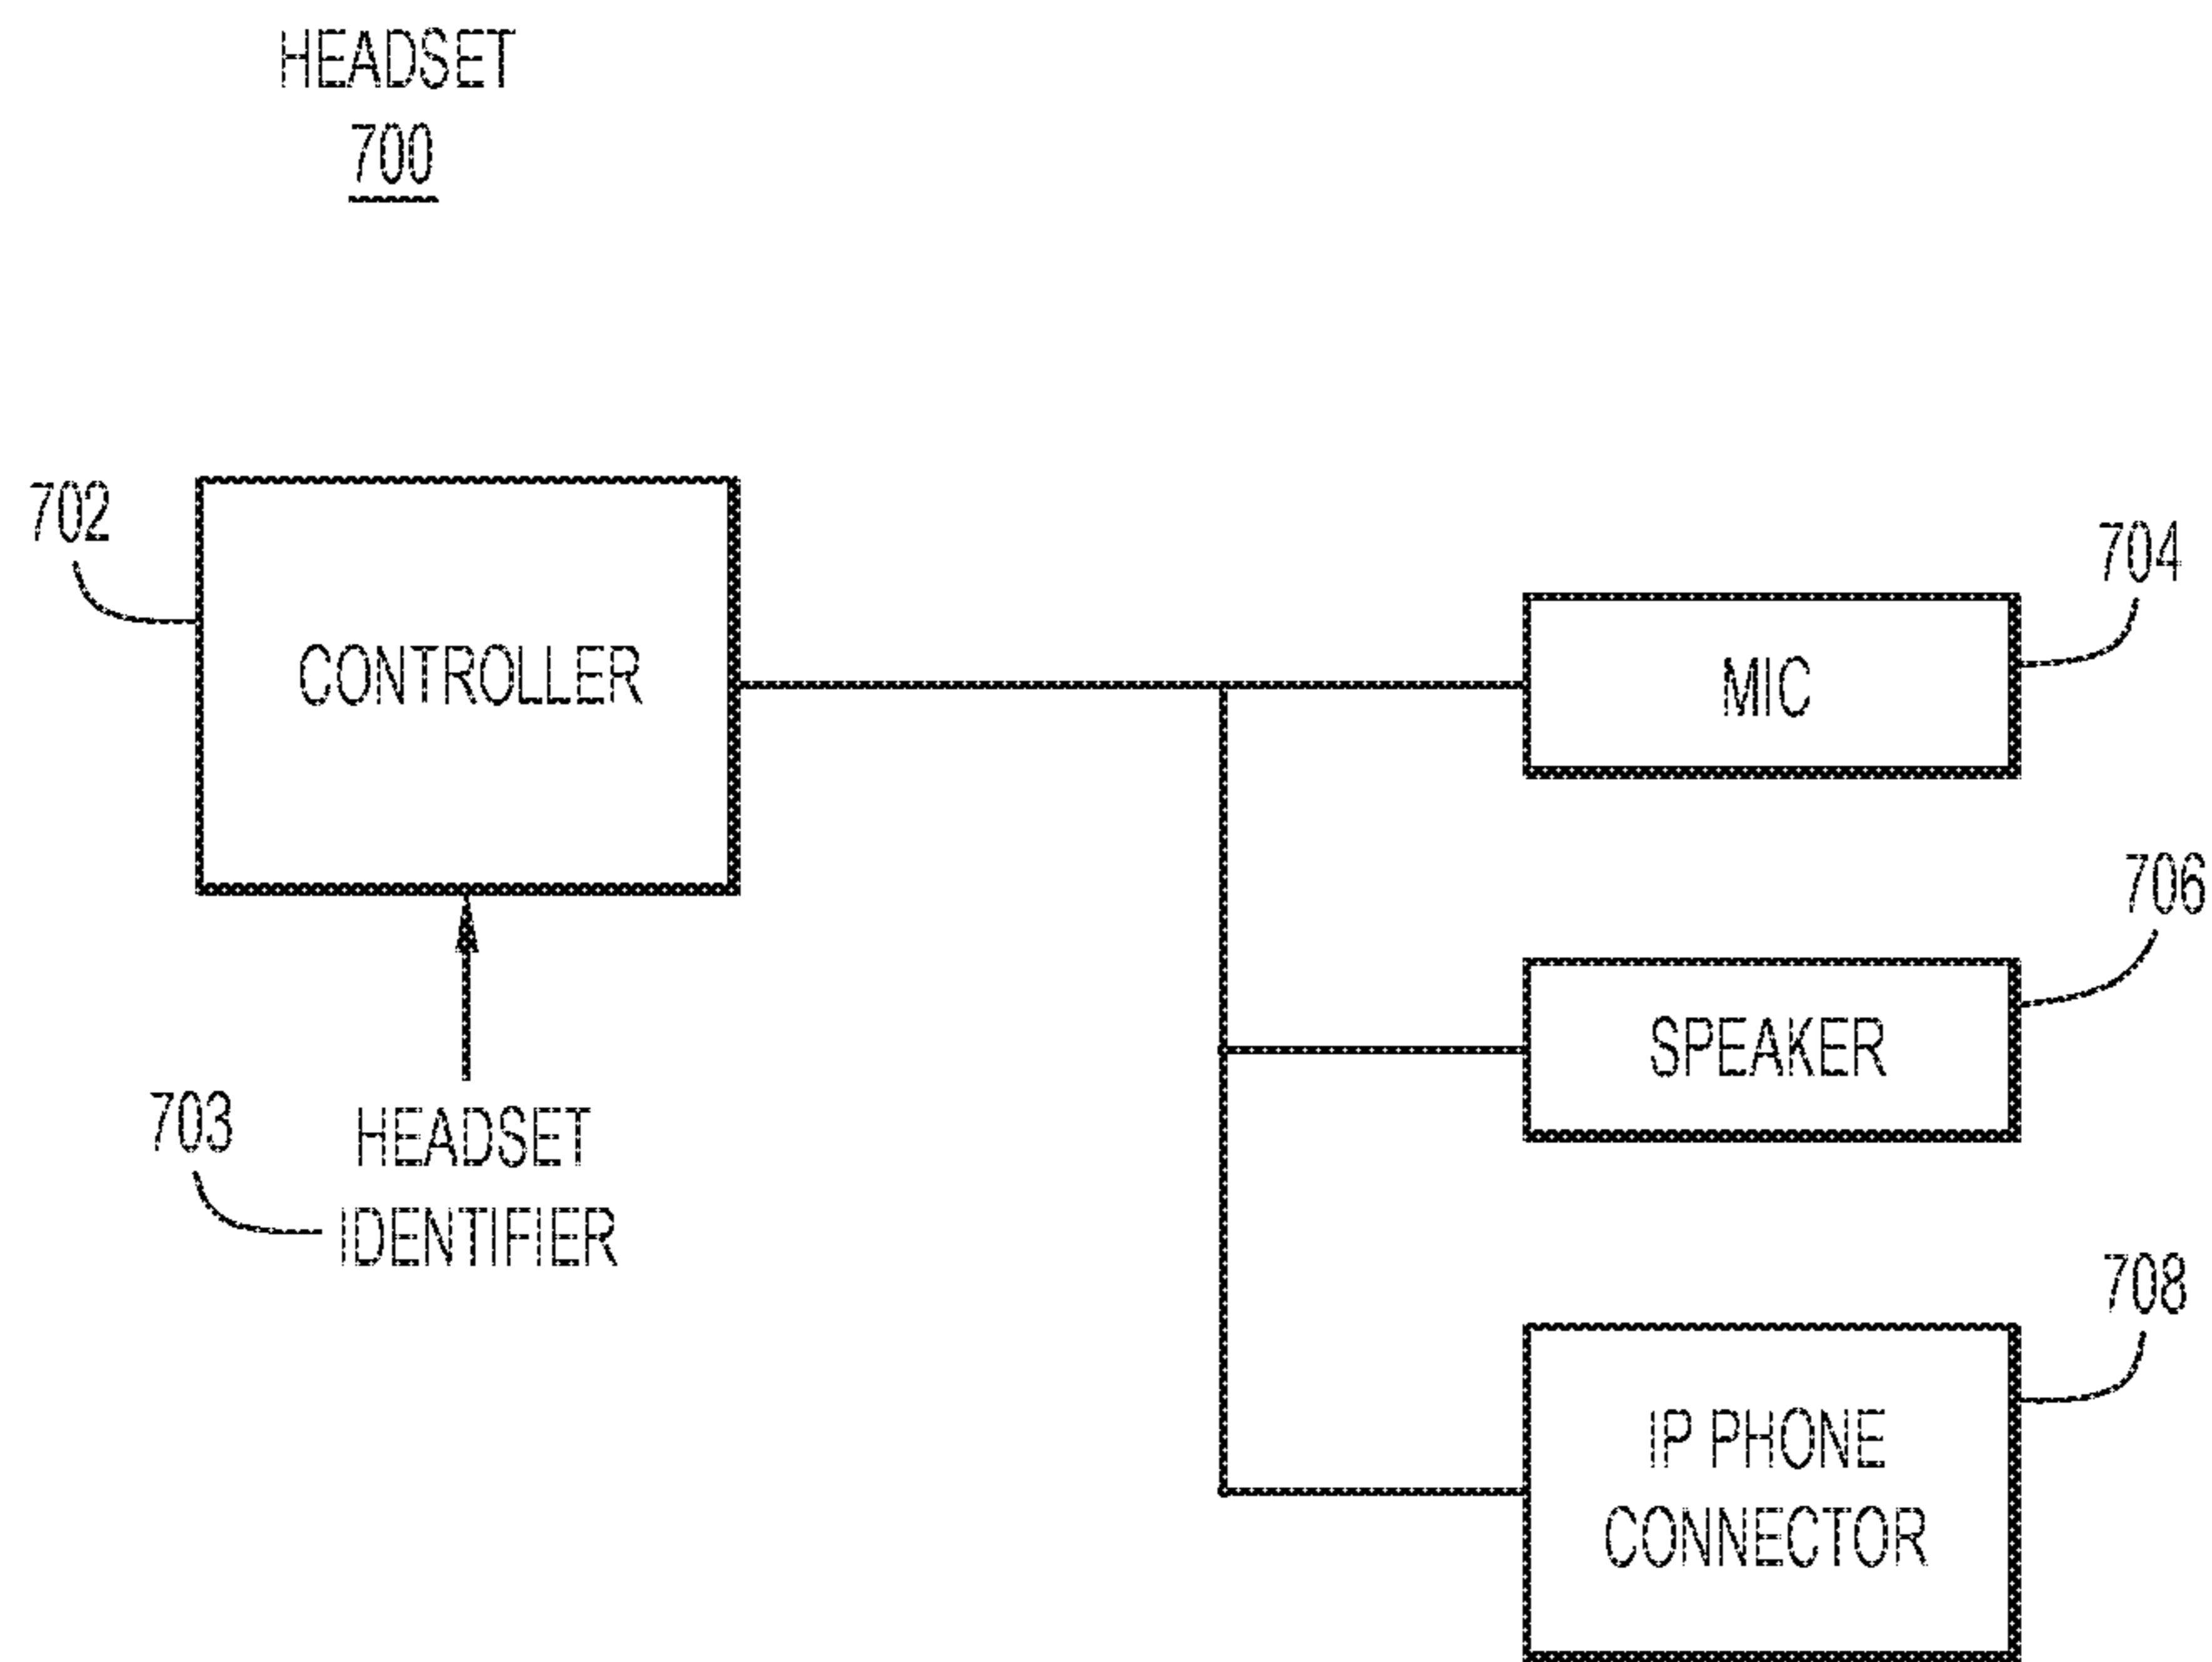 HEADSET
700
702
CONTROLLER
704
MIC
706
SPEAKER
703
HEADSET
IDENTIFIER
708
IP PHONE
CONNECTOR